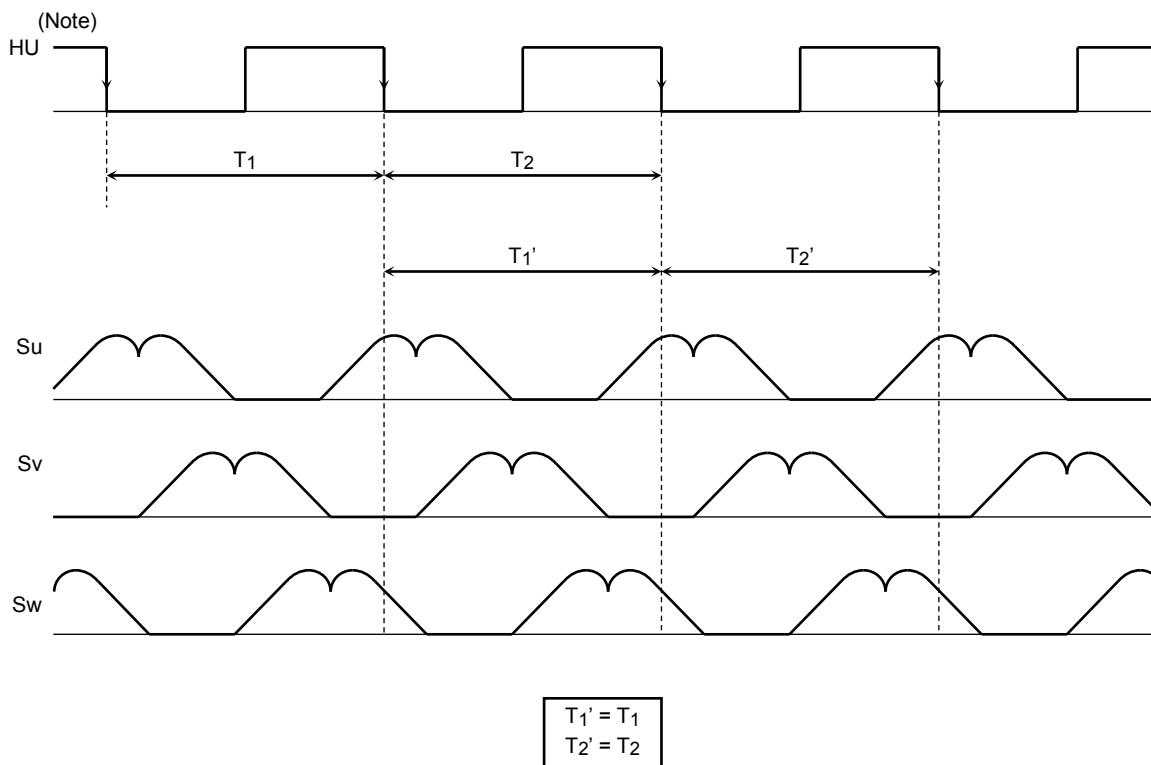 (Note)
HU
T1
T2
T1’
T2’
Su
Sv
Sw
T1’ = T1
T2’ = T2